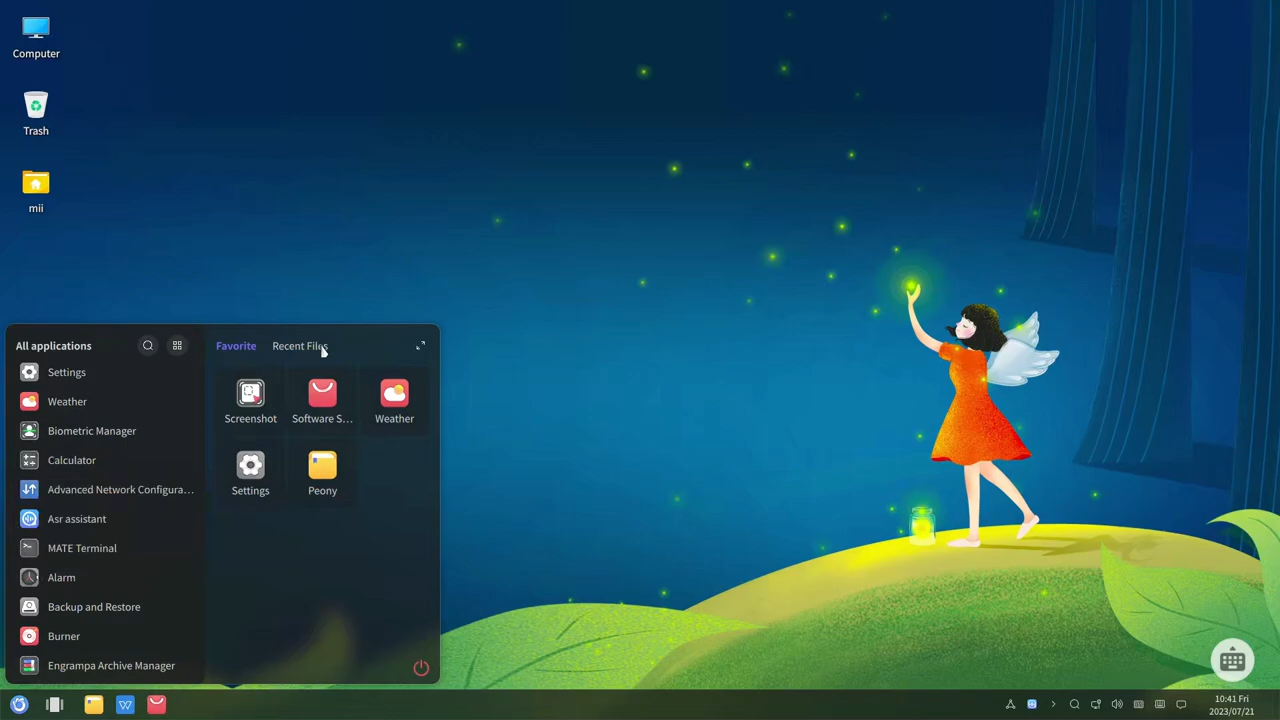 Computer
Trash
mii
All applications
Favorite
Recent Files
Settings
Weather
Biometric Manager
Calculator
Advanced Network Configura...
Asr assistant
MATE Terminal
Alarm
Backup and Restore
Burner
Engrampa Archive Manager
Screenshot
Software S...
Weather
Settings
Peony
10:41 Fri
2023/07/21